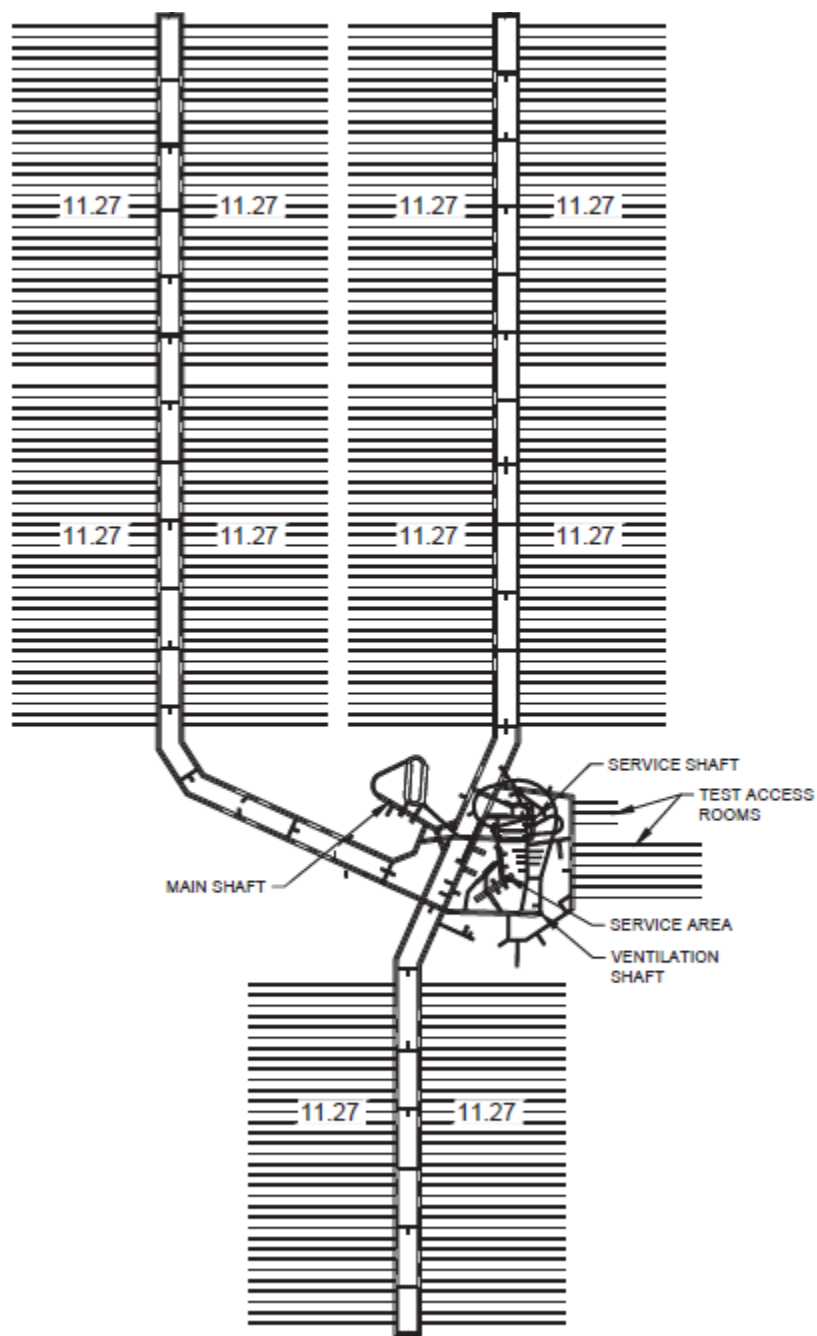 11.27
11.27
11.27
11.27
11.27
11.27
11.27
11.27
SERVICE SHAFT
TEST ACCESS
ROOMS
MAIN SHAFT
SERVICE AREA
VENTILATION
SHAFT
11.27
11.27